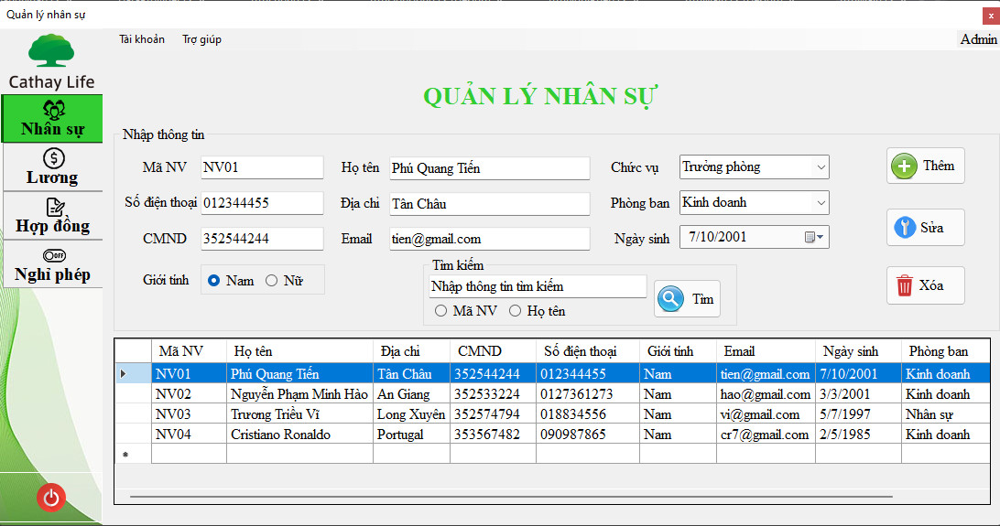 Quản lý nhân sự
x
Tài khoản Trợ giúp Admin
Cathay Life
QUẢN LÝ NHÂN SỰ
Nhân sự
Lương
Hợp đồng
OFF
Nghỉ phép
Nhập thông tin
Mã NV NV01 Họ tên Phú Quang Tiến Chức vụ Trưởng phòng Thêm
Số điện thoại 012344455 Địa chỉ Tân Châu Phòng ban Kinh doanh
CMND 352544244 Email tien@gmail.com Ngày sinh 7/10/2001 Sửa
Giới tính Nam Nữ
Tìm kiếm
Nhập thông tin tìm kiếm Tìm Xóa
Mã NV Họ tên
Mã NV Họ tên Địa chỉ CMND Số điện thoại Giới tính Email Ngày sinh Phòng ban
NV01 Phú Quang Tiến Tân Châu 352544244 012344455 Nam tien@gmail.com 7/10/2001 Kinh doanh
NV02 Nguyễn Phạm Minh Hào An Giang 352533224 0127361273 Nam hao@gmail.com 3/3/2001 Kinh doanh
NV03 Trương Triều Vĩ Long Xuyên 352574794 018834556 Nam vi@gmail.com 5/7/1997 Nhân sự
NV04 Cristiano Ronaldo Portugal 353567482 090987865 Nam cr7@gmail.com 2/5/1985 Kinh doanh
*